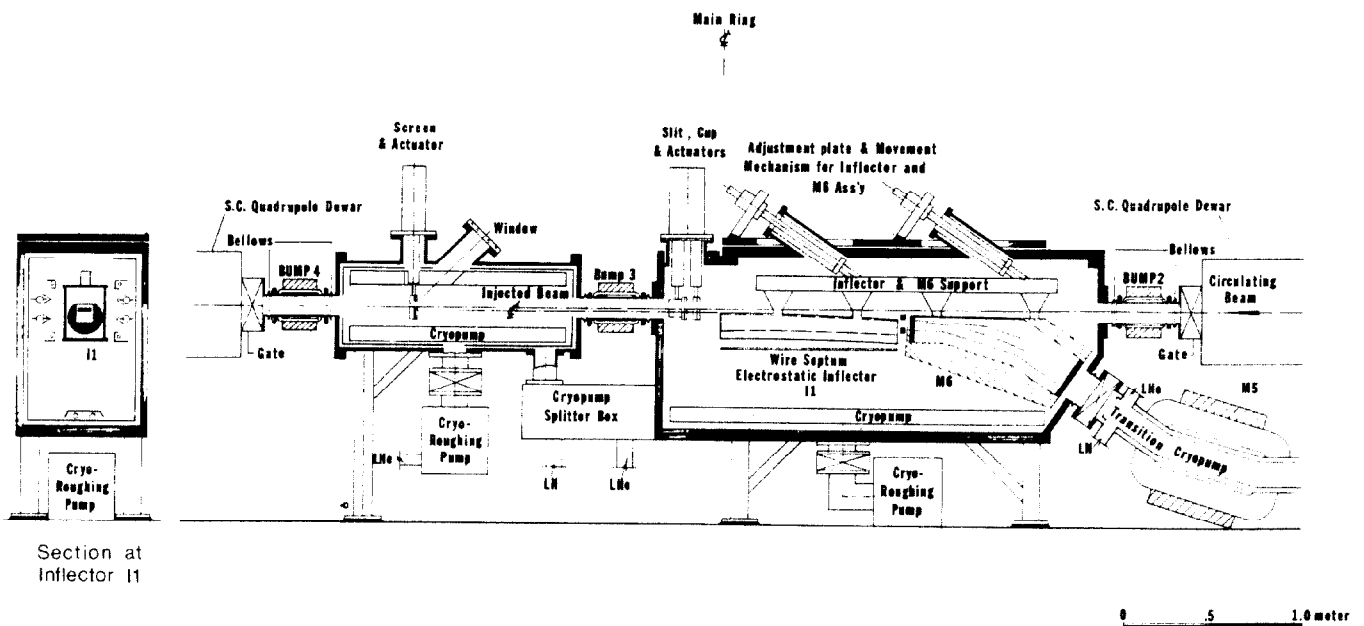 Main Ring
Screen
& Actuator
Slit , Cup
& Actuators
Adjustment plate & Movement
Mechanism for Inflector and
M6 Ass'y
S.C. Quadrupole Dewar
Window
S.C. Quadrupole Dewar
Bellows
Bellows
BUMP 4
Bump 3
BUMP2
Circulating
Beam
Injected Beam
Inflector & M6 Support
Cryopump
I1
Gate
Gate
Wire Septum
Electrostatic Inflector
I1
M6
LHe
M5
Cryopump
Splitter Box
Cryopump
Transition Cryopump
LN
Cryo-
Roughing
Pump
Cryo-
Roughing
Pump
LHe
LN
LHe
Cryo-
Roughing
Pump
Section at
Inflector I1
0 .5 1.0 meter